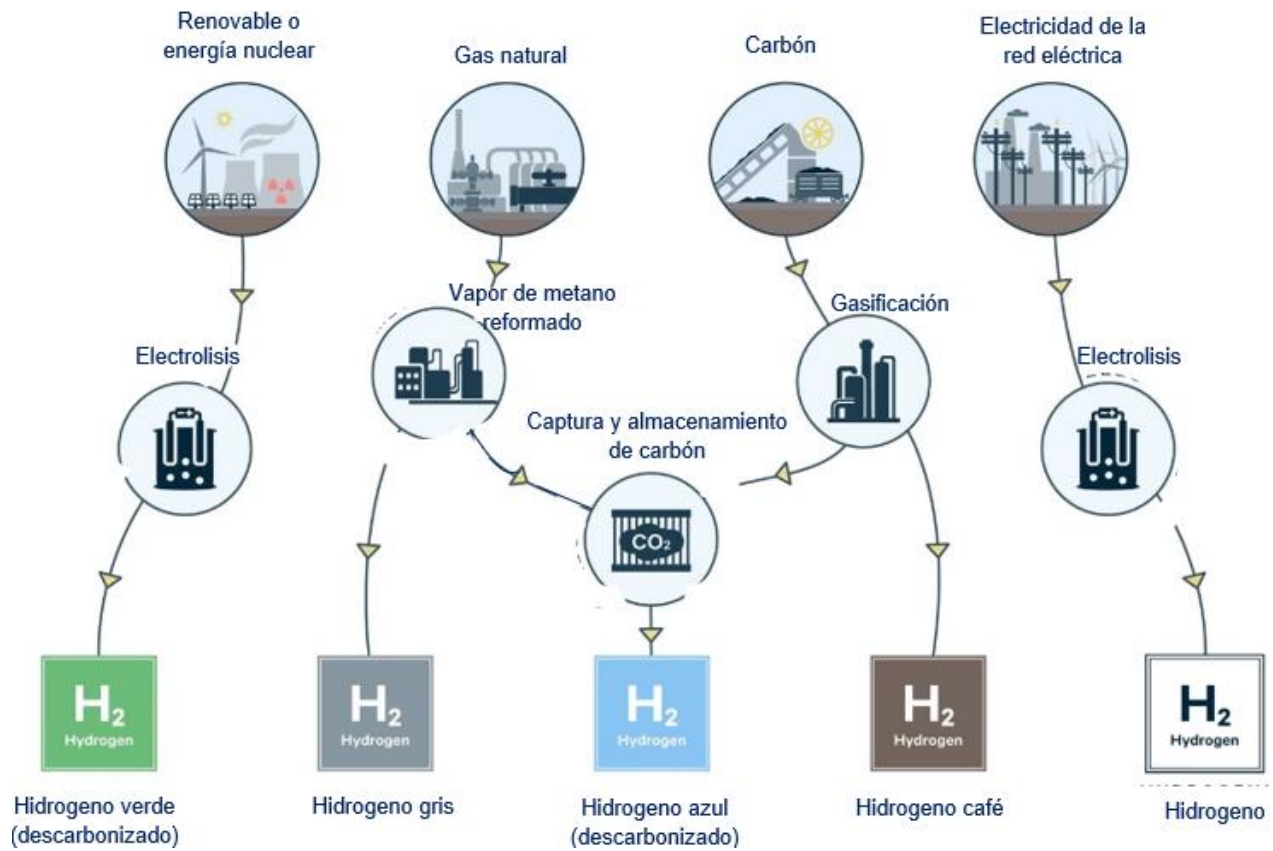 Renovable o
energía nuclear
Gas natural
Carbón
Electricidad de la
red eléctrica
Vapor de metano
reformado
Gasificación
Electrolisis
Electrolisis
Captura y almacenamiento
de carbón
CO₂
H₂
Hydrogen
H₂
Hydrogen
H₂
Hydrogen
H₂
Hydrogen
H₂
Hydrogen
Hidrogeno verde
(descarbonizado)
Hidrogeno gris
Hidrogeno azul
(descarbonizado)
Hidrogeno café
Hidrogeno